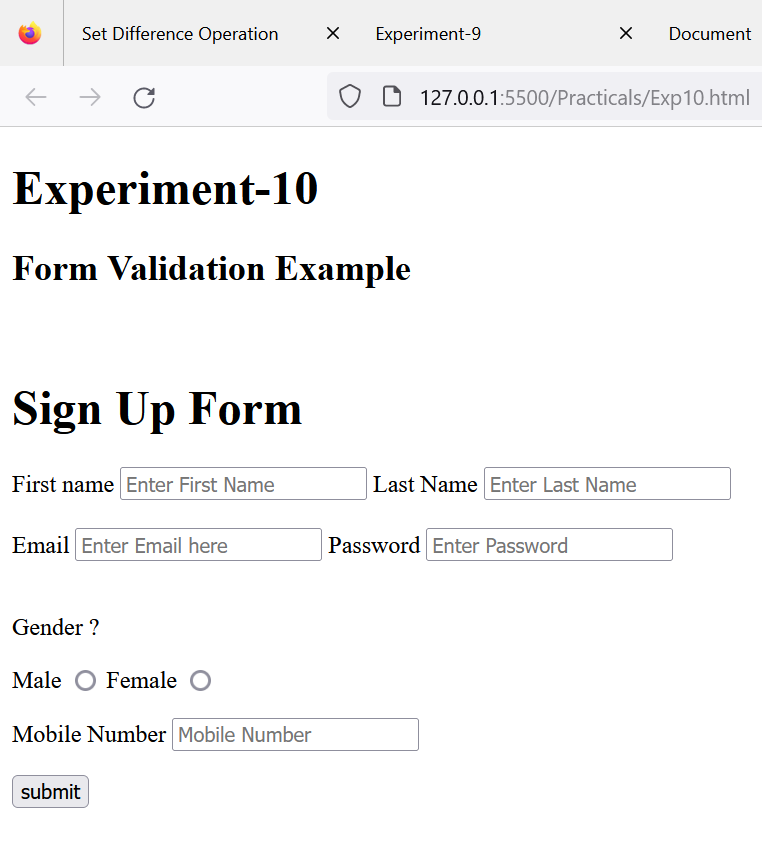 Set Difference Operation Experiment-9 Document
127.0.0.1:5500/Practicals/Exp10.html
Experiment-10
Form Validation Example
Sign Up Form
First name Enter First Name Last Name Enter Last Name
Email Enter Email here Password Enter Password
Gender ?
Male Female
Mobile Number Mobile Number
submit